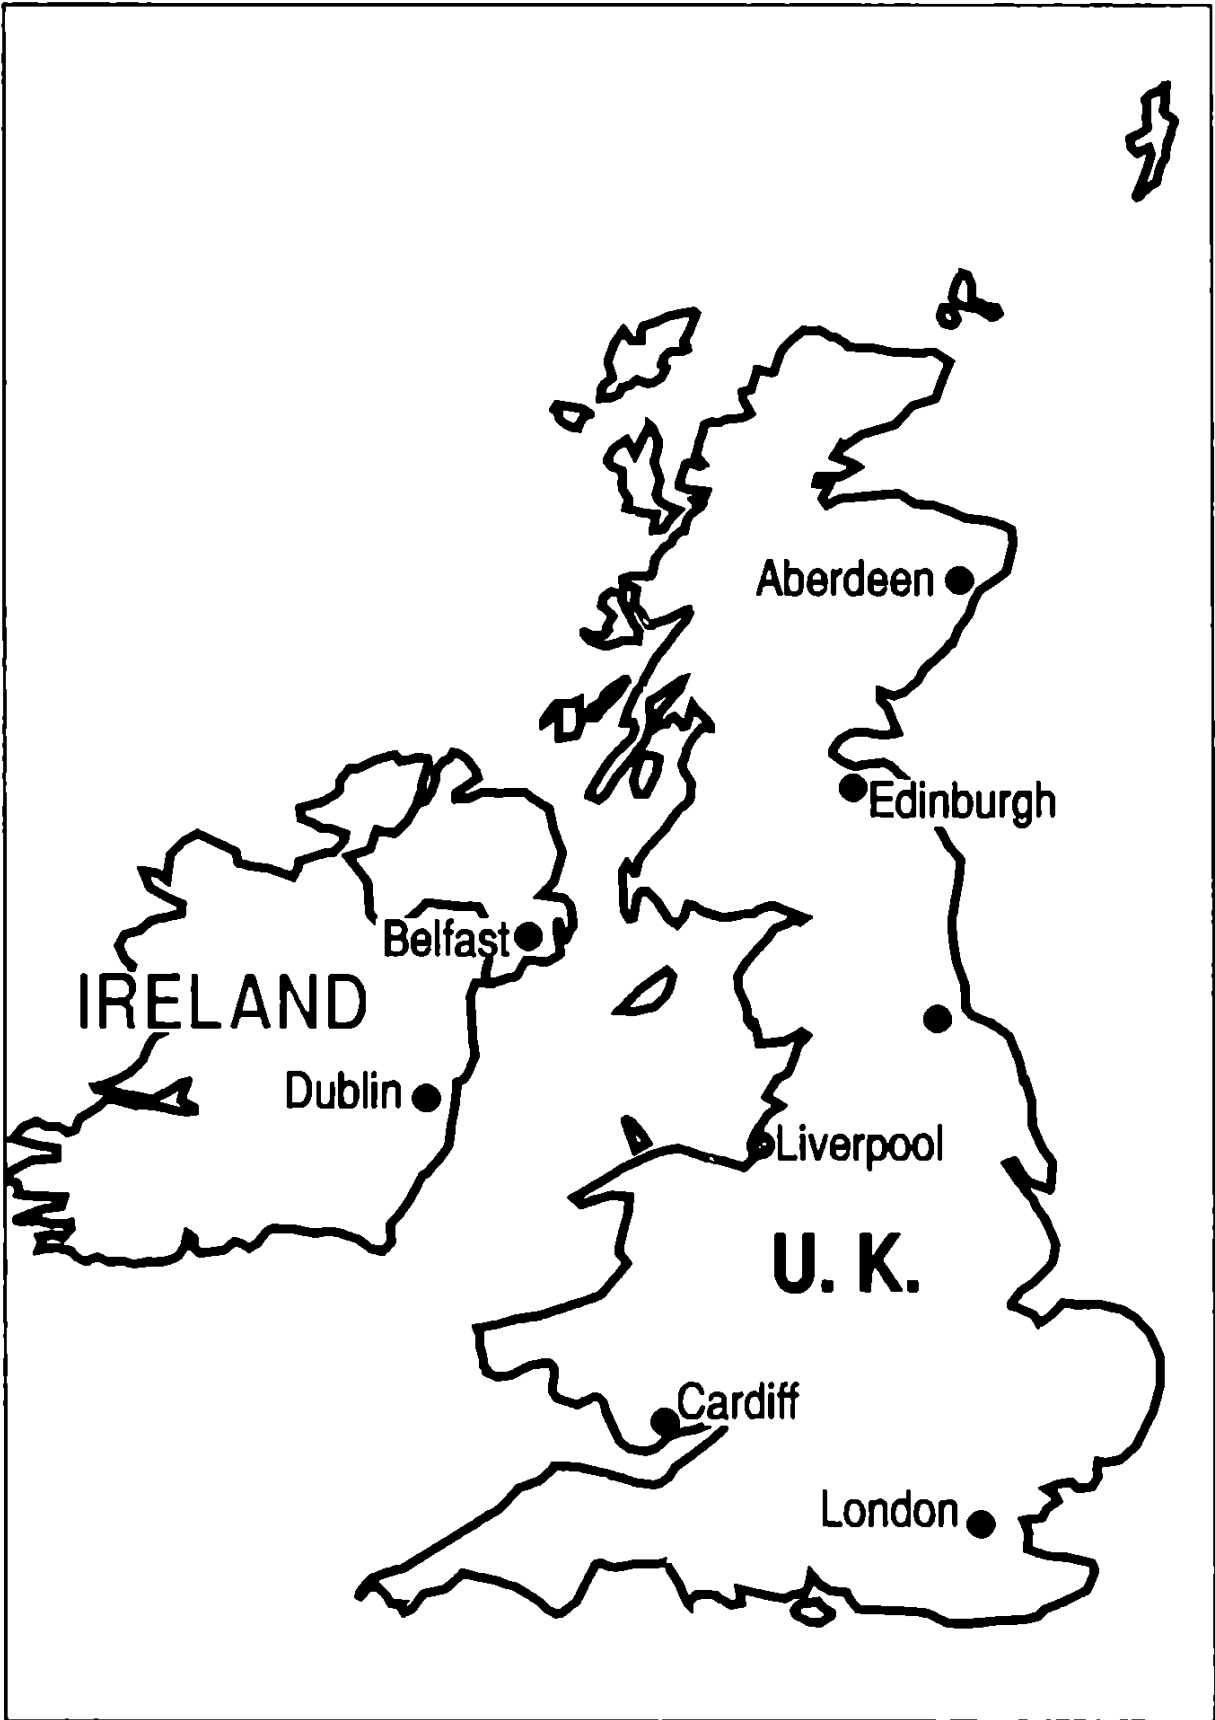 Aberdeen
Edinburgh
Belfast
IRELAND
Dublin
Liverpool
U. K.
Cardiff
London